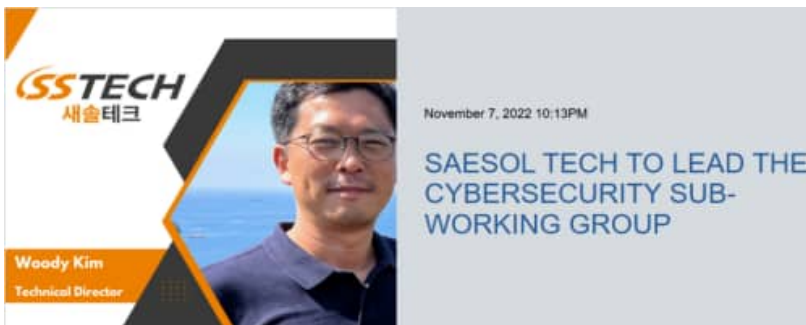 SSTECH
새솔테크
Woody Kim
Technical Director
November 7, 2022 10:13PM
SAESOL TECH TO LEAD THE
CYBERSECURITY SUB-
WORKING GROUP